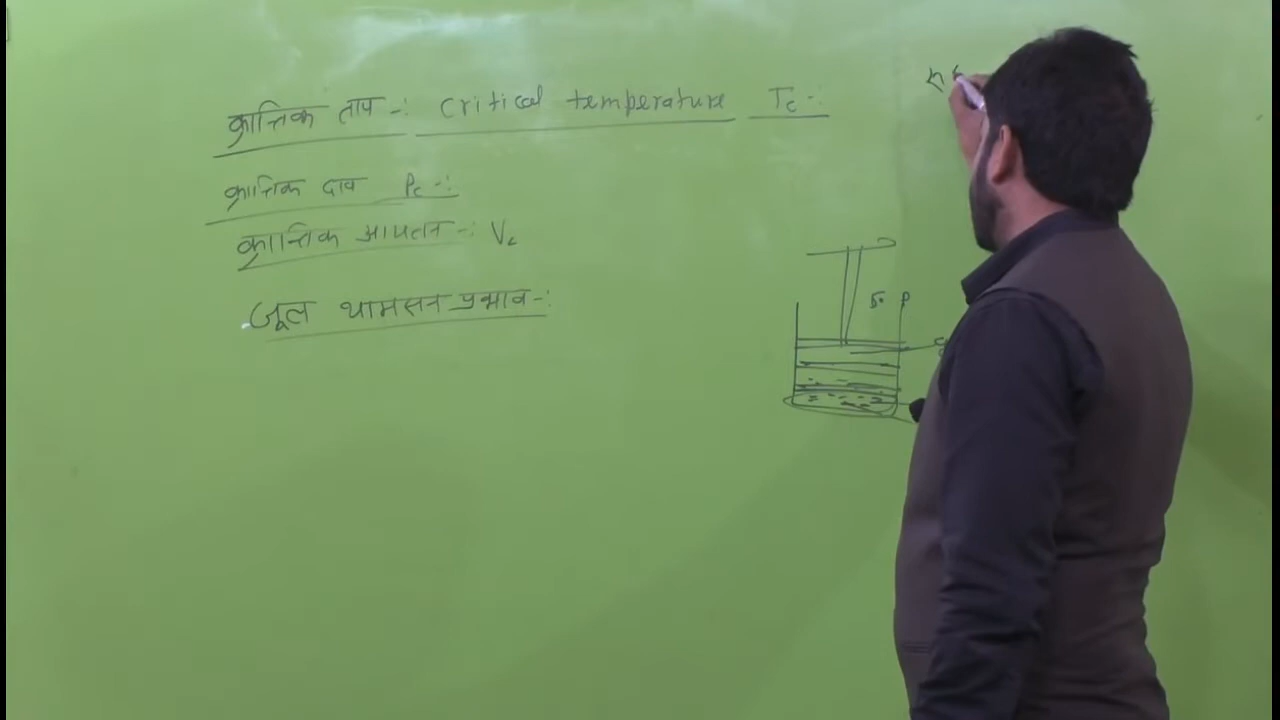 क्रान्तिक ताप-: Critical temperature Tc-:
क्रान्तिक दाव Pc-:
क्रान्तिक आयतन-: Vc
जूल थामसन प्रभाव-:
P